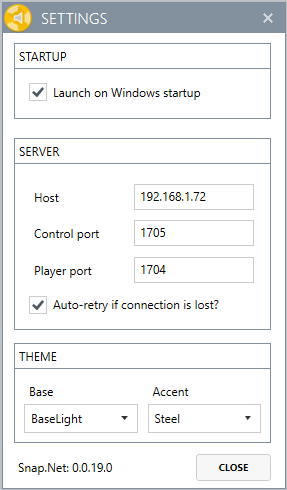 SETTINGS
STARTUP
Launch on Windows startup
SERVER
Host 192.168.1.72
Control port 1705
Player port 1704
Auto-retry if connection is lost?
THEME
Base Accent
BaseLight Steel
Snap.Net: 0.0.19.0 CLOSE